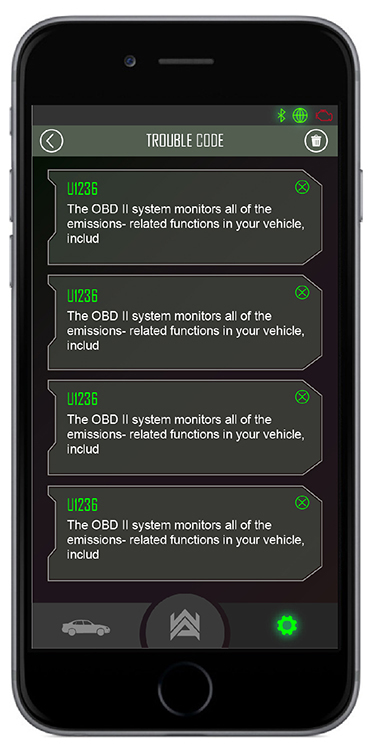 TROUBLE CODE
U1236
The OBD II system monitors all of the
emissions- related functions in your vehicle,
includ
U1236
The OBD II system monitors all of the
emissions- related functions in your vehicle,
includ
U1236
The OBD II system monitors all of the
emissions- related functions in your vehicle,
includ
U1236
The OBD II system monitors all of the
emissions- related functions in your vehicle,
includ